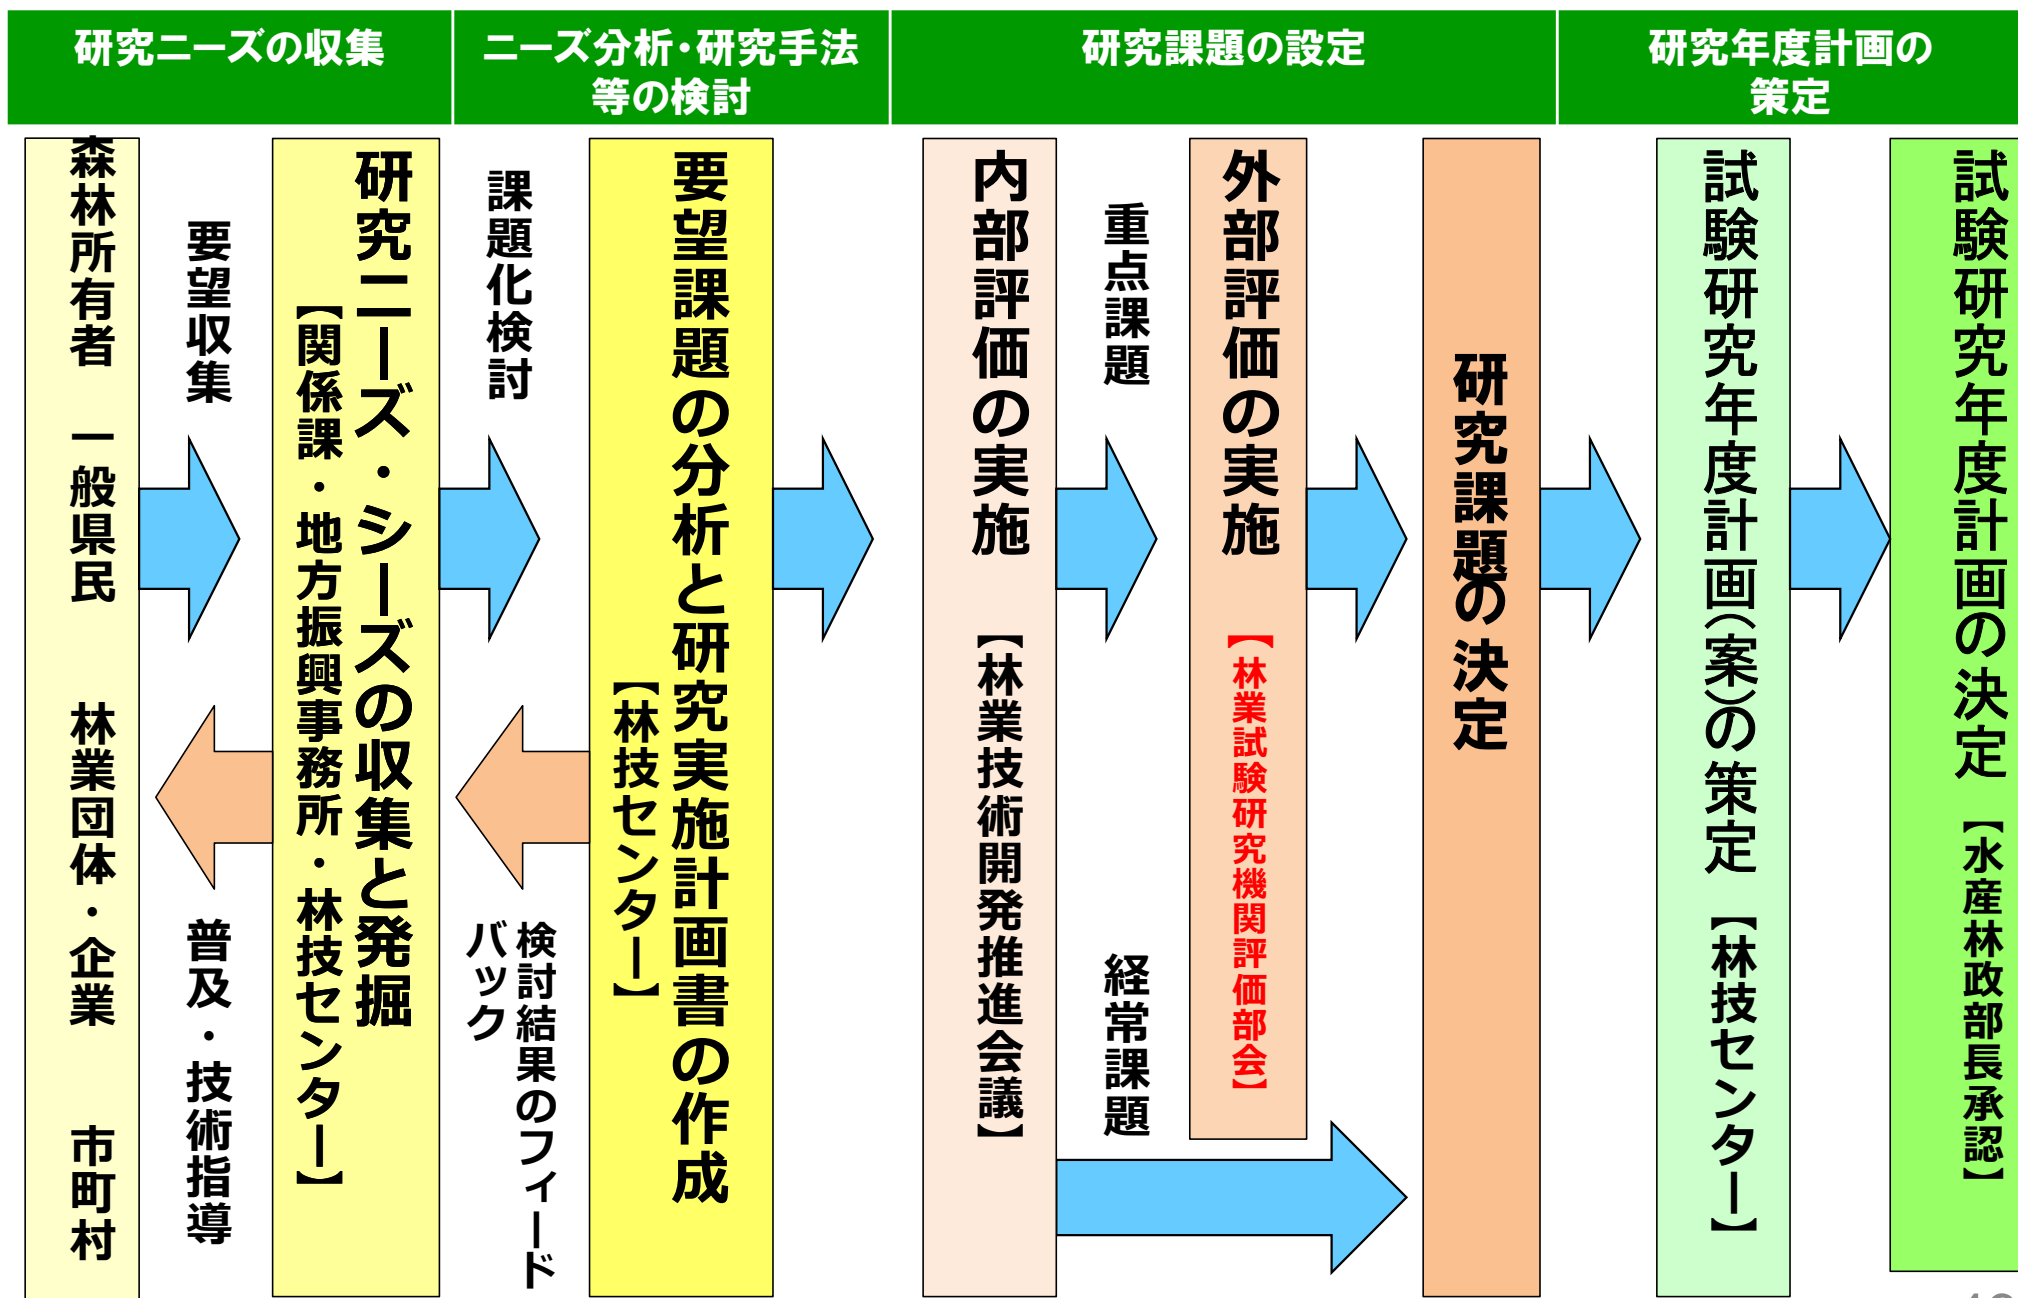 研究ニーズの収集
ニーズ分析・研究手法
等の検討
研究課題の設定
研究年度計画の
策定
森林所有者　一般県民　林業団体・企業　市町村
要望収集
普及・技術指導
研究ニーズ・シーズの収集と発掘
【関係課・地方振興事務所・林技センター】
課題化検討
検討結果のフィード
バック
要望課題の分析と研究実施計画書の作成
【林技センター】
内部評価の実施　【林業技術開発推進会議】
重点課題
経常課題
外部評価の実施　【林業試験研究機関評価部会】
研究課題の決定
試験研究年度計画(案)の策定　【林技センター】
試験研究年度計画の決定　【水産林政部長承認】